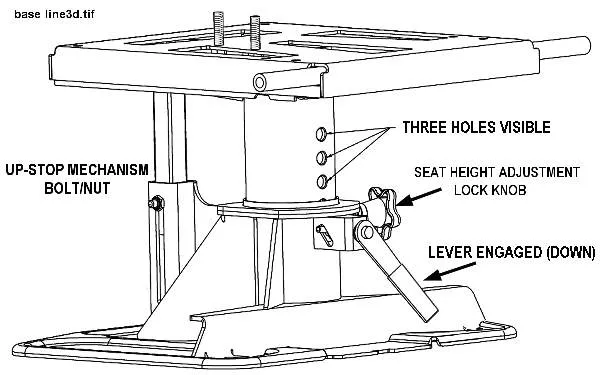 base line3d.tif
THREE HOLES VISIBLE
UP-STOP MECHANISM
BOLT/NUT
SEAT HEIGHT ADJUSTMENT
LOCK KNOB
LEVER ENGAGED (DOWN)